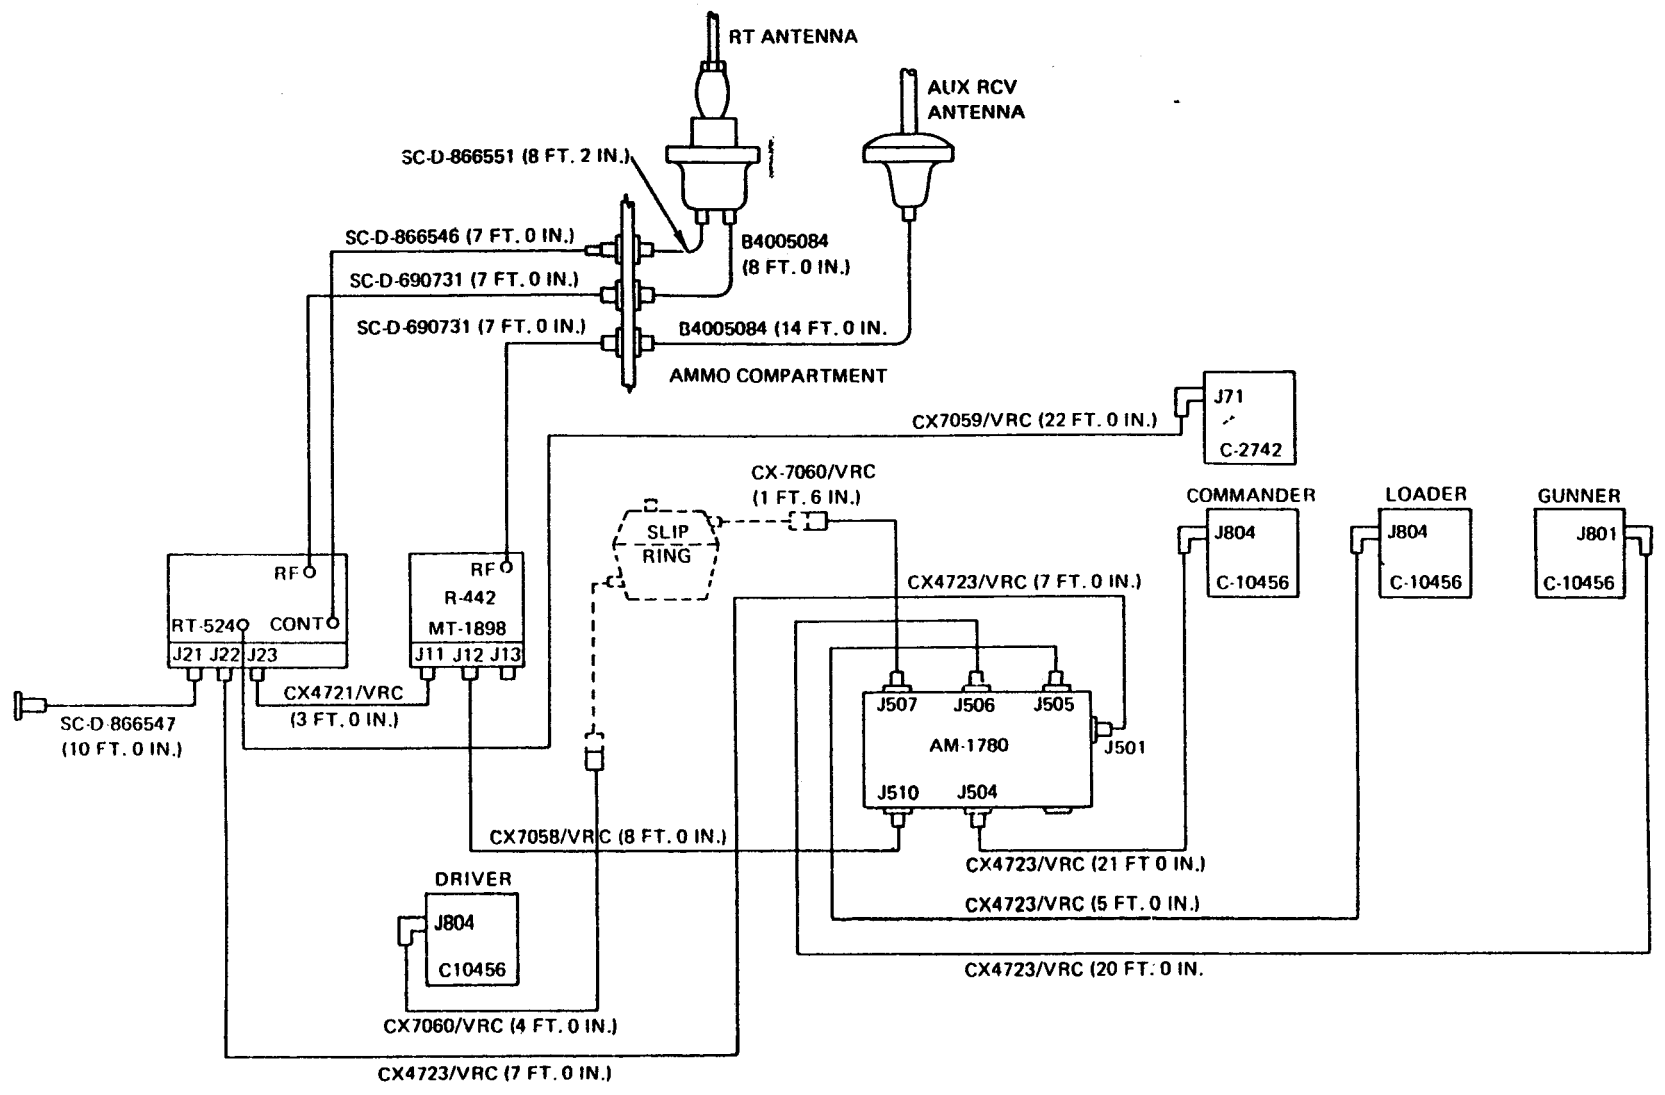 RT ANTENNA
AUX RCV
ANTENNA
SC-D-866551 (8 FT. 2 IN.)
SC-D-866546 (7 FT. 0 IN.)
B4005084
(8 FT. 0 IN.)
SC-D-690731 (7 FT. 0 IN.)
SC-D-690731 (7 FT. 0 IN.)
B4005084 (14 FT. 0 IN.
AMMO COMPARTMENT
J71
CX7059/VRC (22 FT. 0 IN.)
C-2742
CX-7060/VRC
(1 FT. 6 IN.)
COMMANDER
LOADER
GUNNER
SLIP
RING
J804
J804
J801
C-10456
C-10456
C-10456
RF
RF
R-442
CX4723/VRC (7 FT. 0 IN.)
RT-524
CONT
MT-1898
J21
J22
J23
J11
J12
J13
CX4721/VRC
(3 FT. 0 IN.)
SC-D-866547
(10 FT. 0 IN.)
J507
J506
J505
AM-1780
J501
J510
J504
CX7058/VRC (8 FT. 0 IN.)
CX4723/VRC (21 FT 0 IN.)
DRIVER
J804
C10456
CX4723/VRC (5 FT. 0 IN.)
CX4723/VRC (20 FT. 0 IN.
CX7060/VRC (4 FT. 0 IN.)
CX4723/VRC (7 FT. 0 IN.)